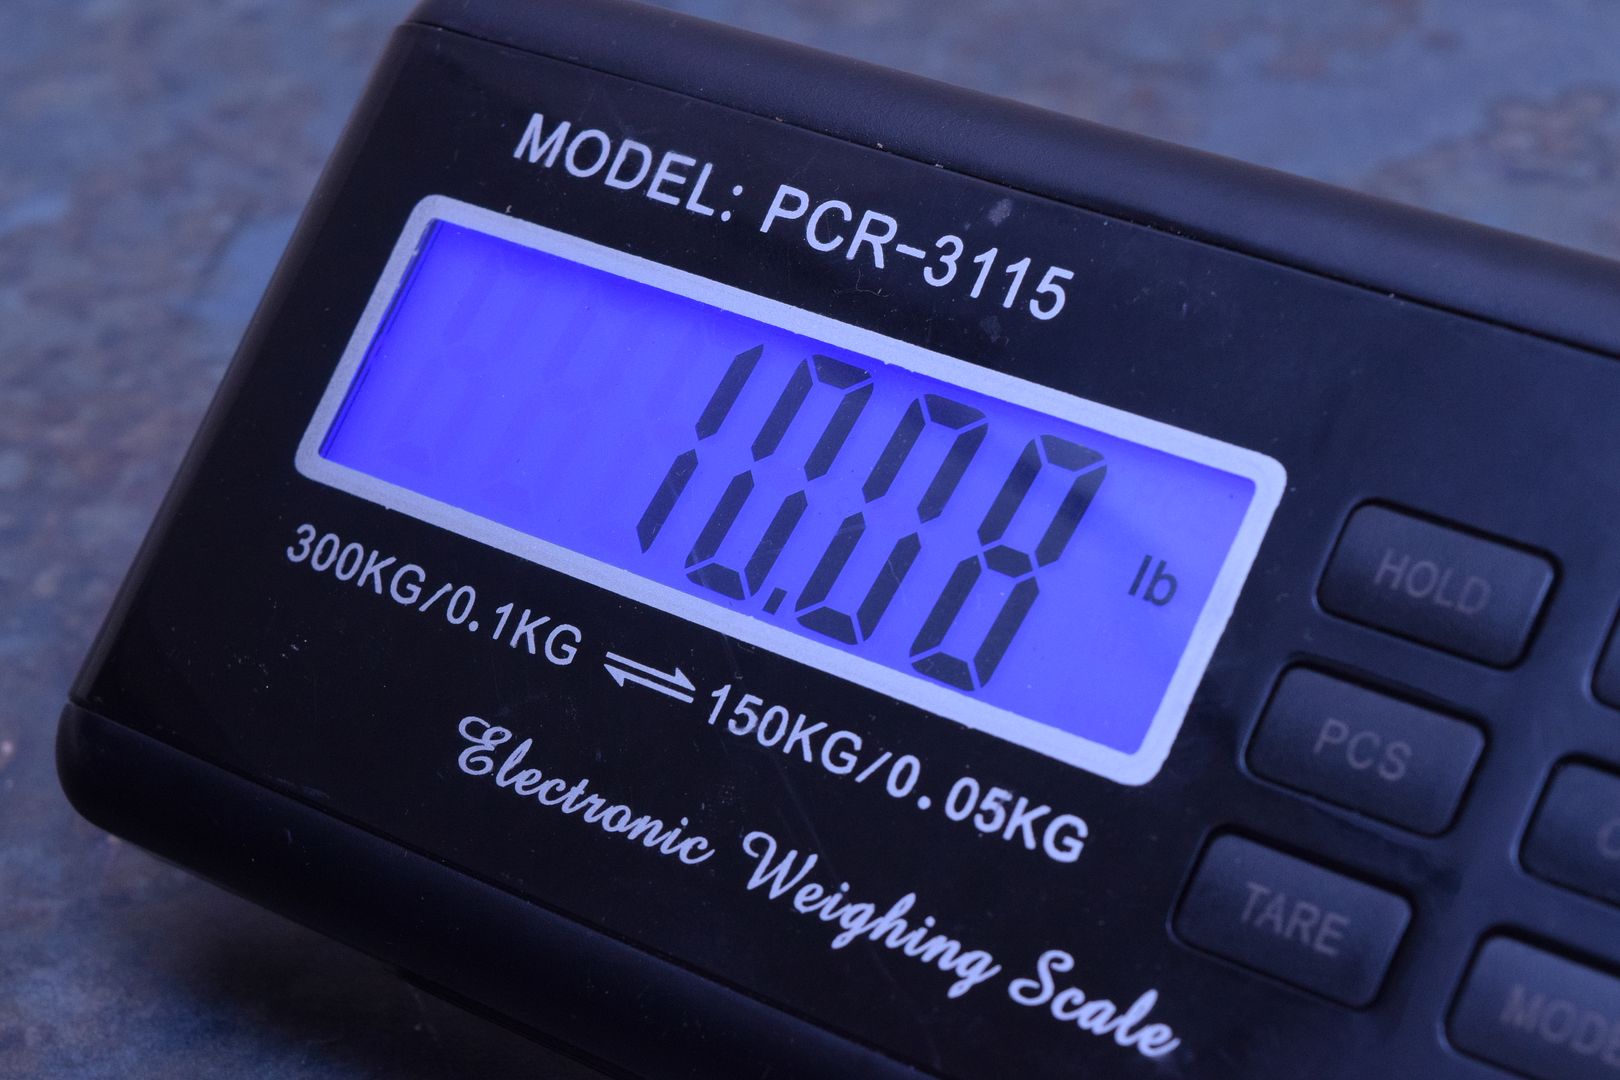 MODEL: PCR-3115
10.08 lb
300KG/0.1KG ⇌ 150KG/0.05KG
Electronic Weighing Scale
HOLD
PCS
TARE